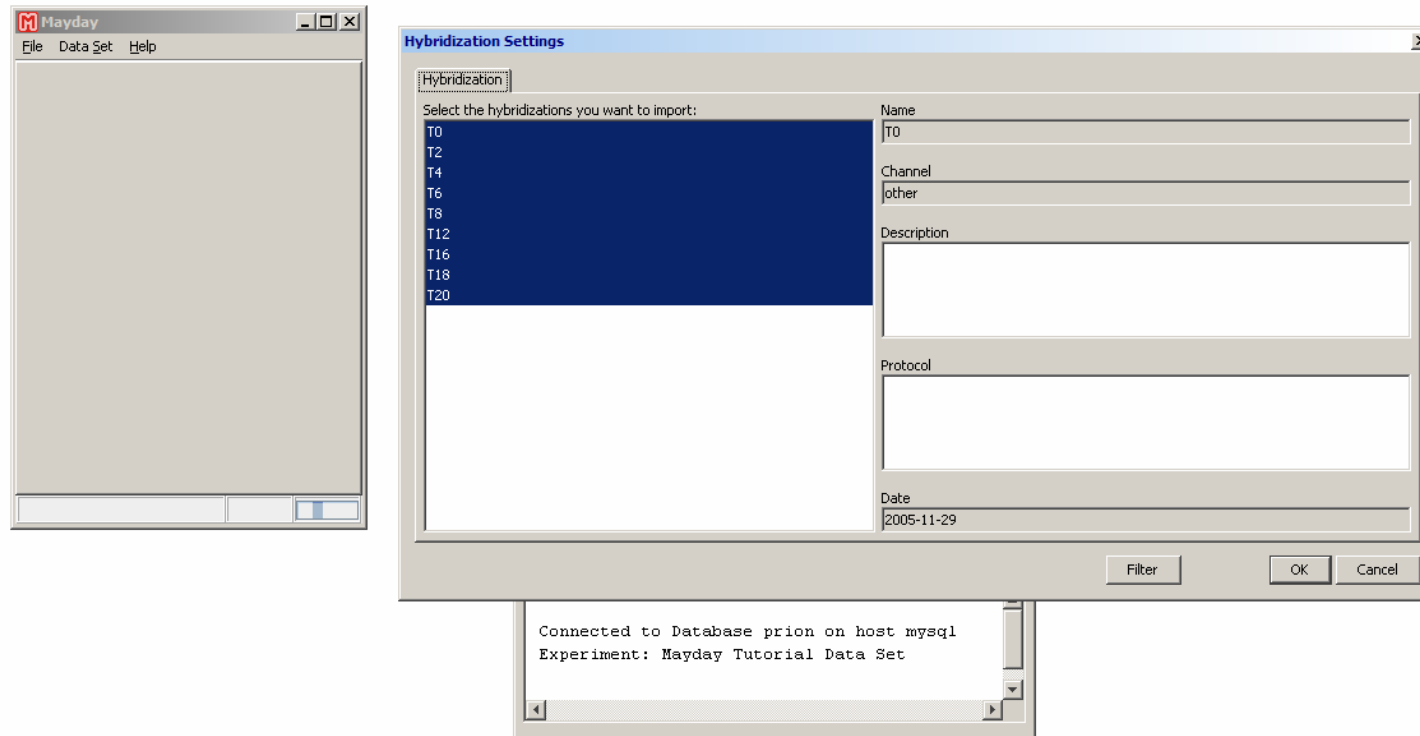 Mayday
File Data Set Help
Hybridization Settings
Hybridization
Select the hybridizations you want to import:
T0
T2
T4
T6
T8
T12
T16
T18
T20
Name
T0
Channel
other
Description
Protocol
Date
2005-11-29
Filter
OK
Cancel
Connected to Database prion on host mysql
Experiment: Mayday Tutorial Data Set